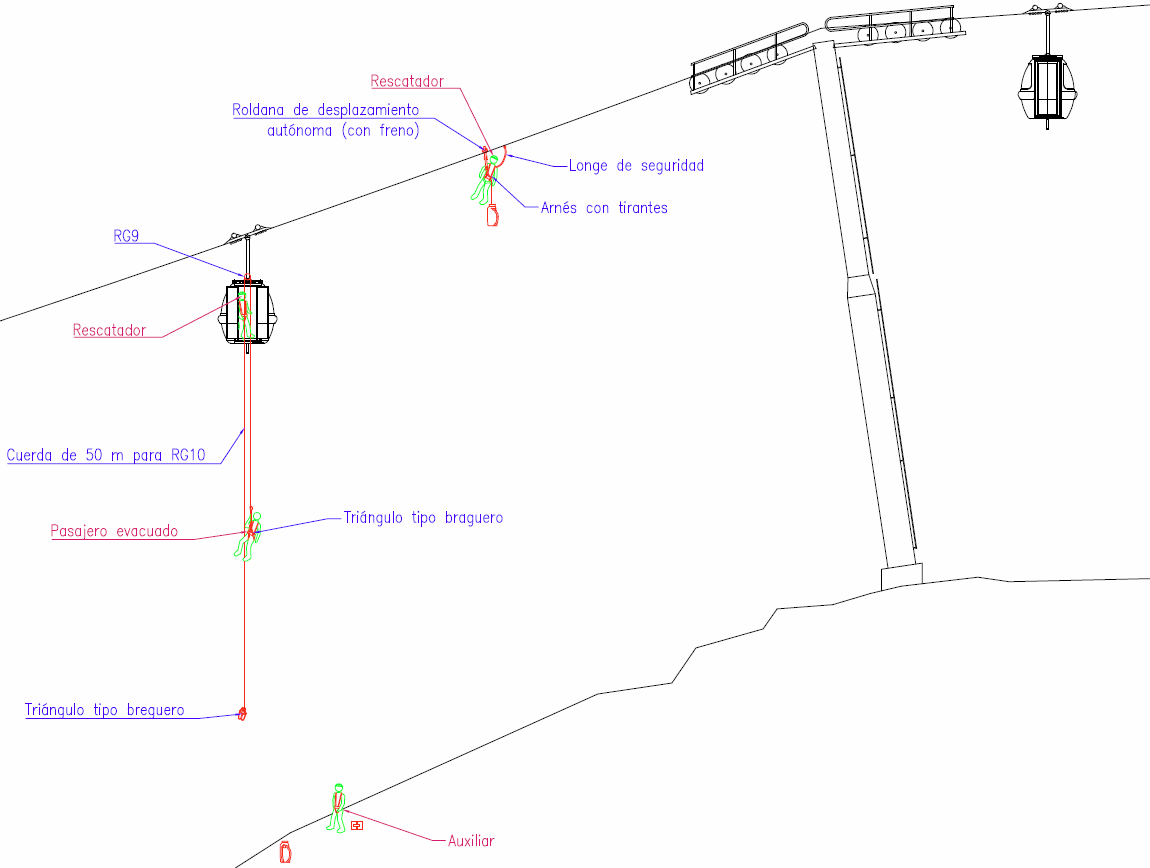 Rescatador
Roldana de desplazamiento
autónoma (con freno)
Longe de seguridad
Arnés con tirantes
RG9
Rescatador
Cuerda de 50 m para RG10
Triángulo tipo braguero
Pasajero evacuado
Triángulo tipo breguero
Auxiliar